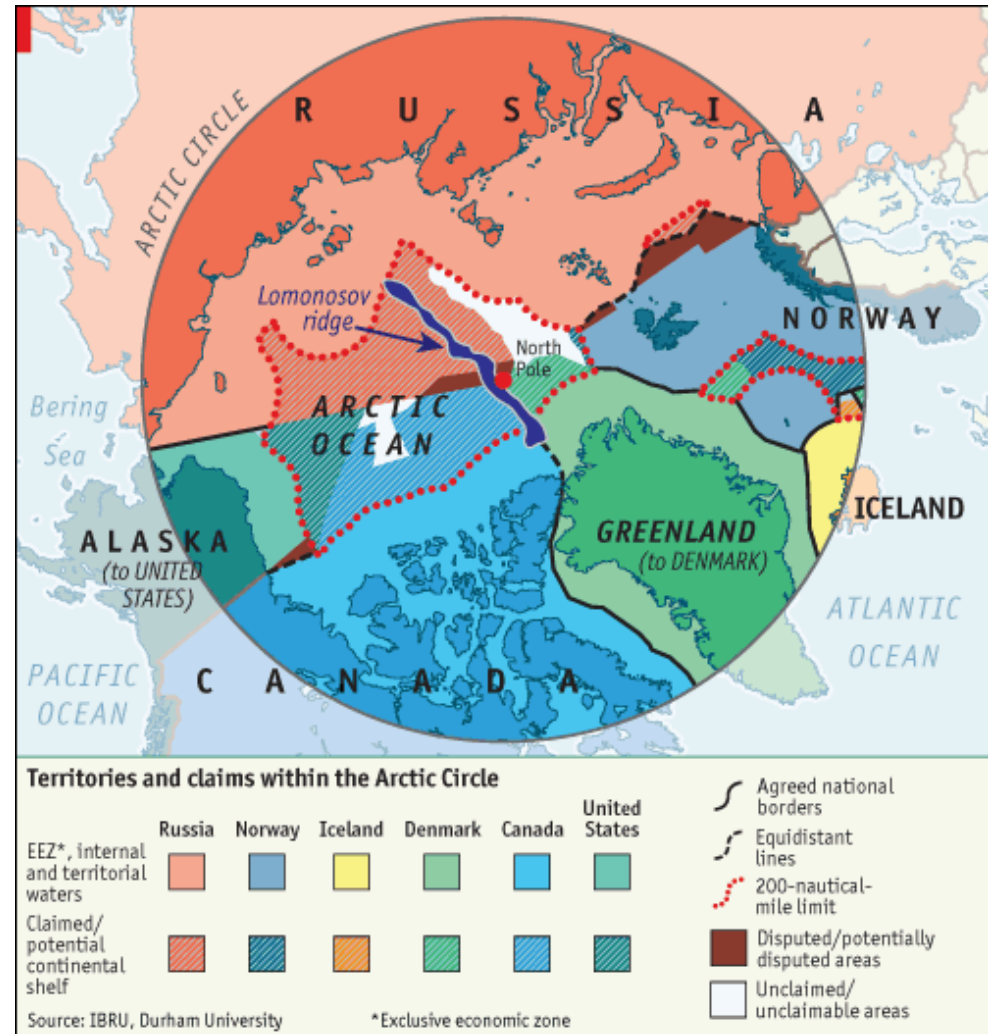 RUSSIA
ARCTIC CIRCLE
Lomonosov
ridge
North
Pole
NORWAY
ARCTIC
OCEAN
Bering
Sea
ICELAND
ALASKA
(to UNITED
STATES)
GREENLAND
(to DENMARK)
ATLANTIC
OCEAN
PACIFIC
OCEAN
CANADA
Territories and claims within the Arctic Circle
Russia Norway Iceland Denmark Canada United
States
EEZ*, internal
and territorial
waters
Claimed/
potential
continental
shelf
Agreed national
borders
Equidistant
lines
200-nautical-
mile limit
Disputed/potentially
disputed areas
Unclaimed/
unclaimable areas
Source: IBRU, Durham University
*Exclusive economic zone